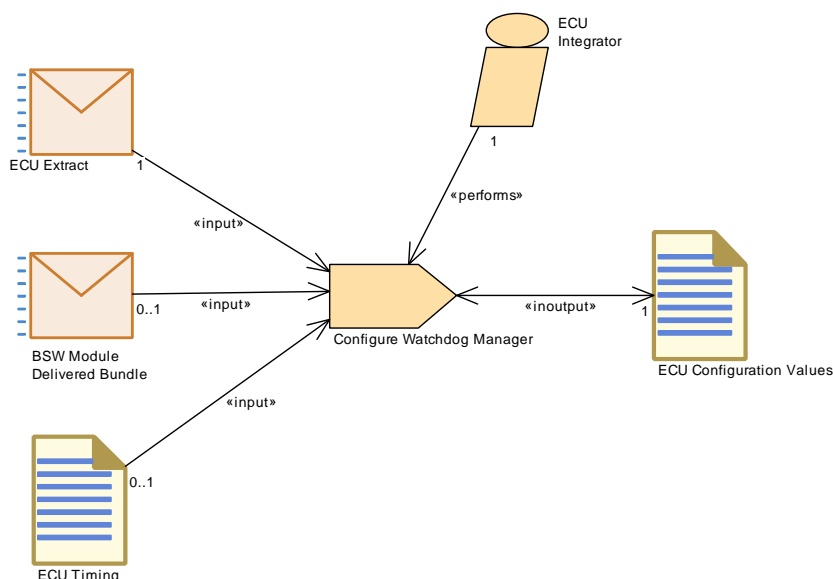 ECU
Integrator
ECU Extract
1
1
«performs»
«input»
BSW Module
Delivered Bundle
0..1
«input»
Configure Watchdog Manager
«inoutput»
1
ECU Configuration Values
«input»
0..1
ECU Timing